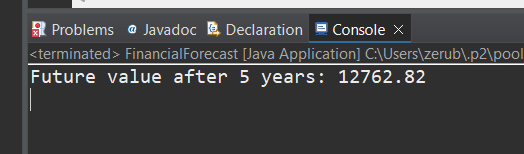 Problems Javadoc Declaration Console
<terminated> FinancialForecast [Java Application] C:\Users\zerub\.p2\pool
Future value after 5 years: 12762.82